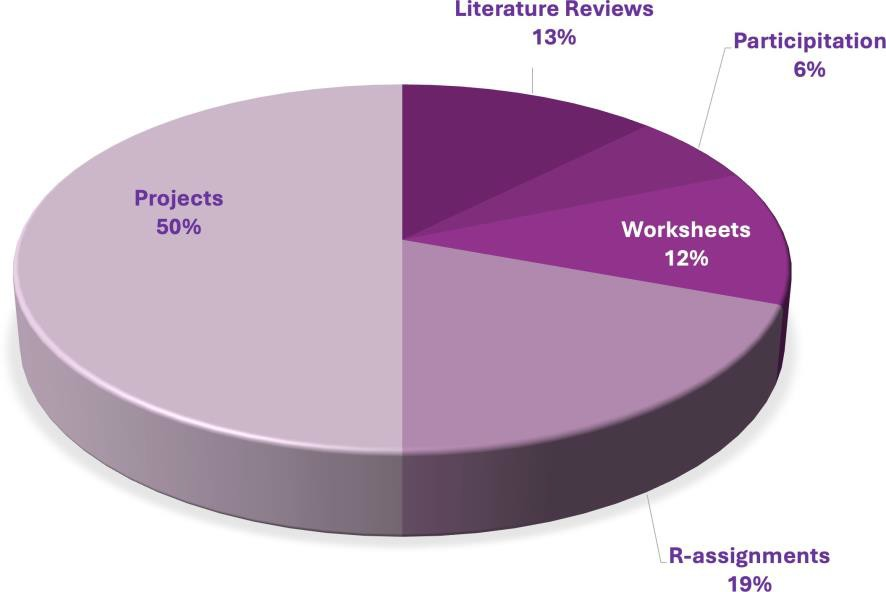 Literature Reviews
13%
Participitation
6%
Projects
50%
Worksheets
12%
R-assignments
19%